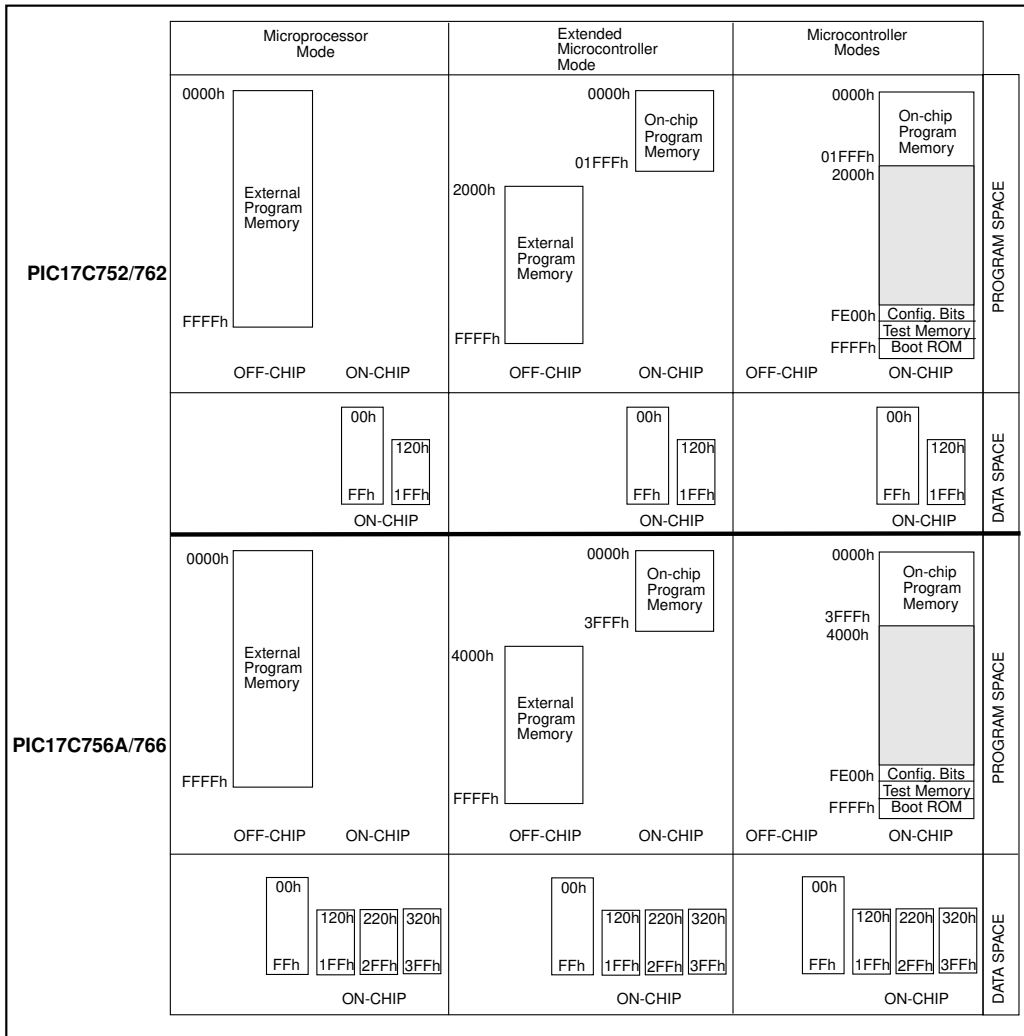 Microprocessor
Mode
Extended
Microcontroller
Mode
Microcontroller
Modes
PIC17C752/762
0000h
External
Program
Memory
FFFFh
OFF-CHIP
ON-CHIP
0000h
On-chip
Program
Memory
01FFFh
2000h
External
Program
Memory
FFFFh
OFF-CHIP
ON-CHIP
0000h
On-chip
Program
Memory
01FFFh
2000h
FE00h
Config. Bits
Test Memory
FFFFh
Boot ROM
OFF-CHIP
ON-CHIP
PROGRAM SPACE
00h
120h
FFh
1FFh
ON-CHIP
00h
120h
FFh
1FFh
ON-CHIP
00h
120h
FFh
1FFh
ON-CHIP
DATA SPACE
PIC17C756A/766
0000h
External
Program
Memory
FFFFh
OFF-CHIP
ON-CHIP
0000h
On-chip
Program
Memory
3FFFh
4000h
External
Program
Memory
FFFFh
OFF-CHIP
ON-CHIP
0000h
On-chip
Program
Memory
3FFFh
4000h
FE00h
Config. Bits
Test Memory
FFFFh
Boot ROM
OFF-CHIP
ON-CHIP
PROGRAM SPACE
00h
120h
220h
320h
FFh
1FFh
2FFh
3FFh
ON-CHIP
00h
120h
220h
320h
FFh
1FFh
2FFh
3FFh
ON-CHIP
00h
120h
220h
320h
FFh
1FFh
2FFh
3FFh
ON-CHIP
DATA SPACE